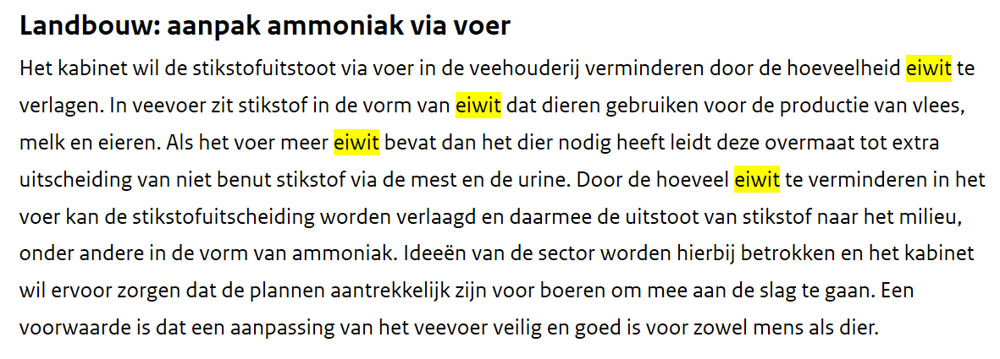 Landbouw: aanpak ammoniak via voer
Het kabinet wil de stikstofuitstoot via voer in de veehouderij verminderen door de hoeveelheid eiwit te
verlagen. In veevoer zit stikstof in de vorm van eiwit dat dieren gebruiken voor de productie van vlees,
melk en eieren. Als het voer meer eiwit bevat dan het dier nodig heeft leidt deze overmaat tot extra
uitscheiding van niet benut stikstof via de mest en de urine. Door de hoeveel eiwit te verminderen in het
voer kan de stikstofuitscheiding worden verlaagd en daarmee de uitstoot van stikstof naar het milieu,
onder andere in de vorm van ammoniak. Ideeën van de sector worden hierbij betrokken en het kabinet
wil ervoor zorgen dat de plannen aantrekkelijk zijn voor boeren om mee aan de slag te gaan. Een
voorwaarde is dat een aanpassing van het veevoer veilig en goed is voor zowel mens als dier.